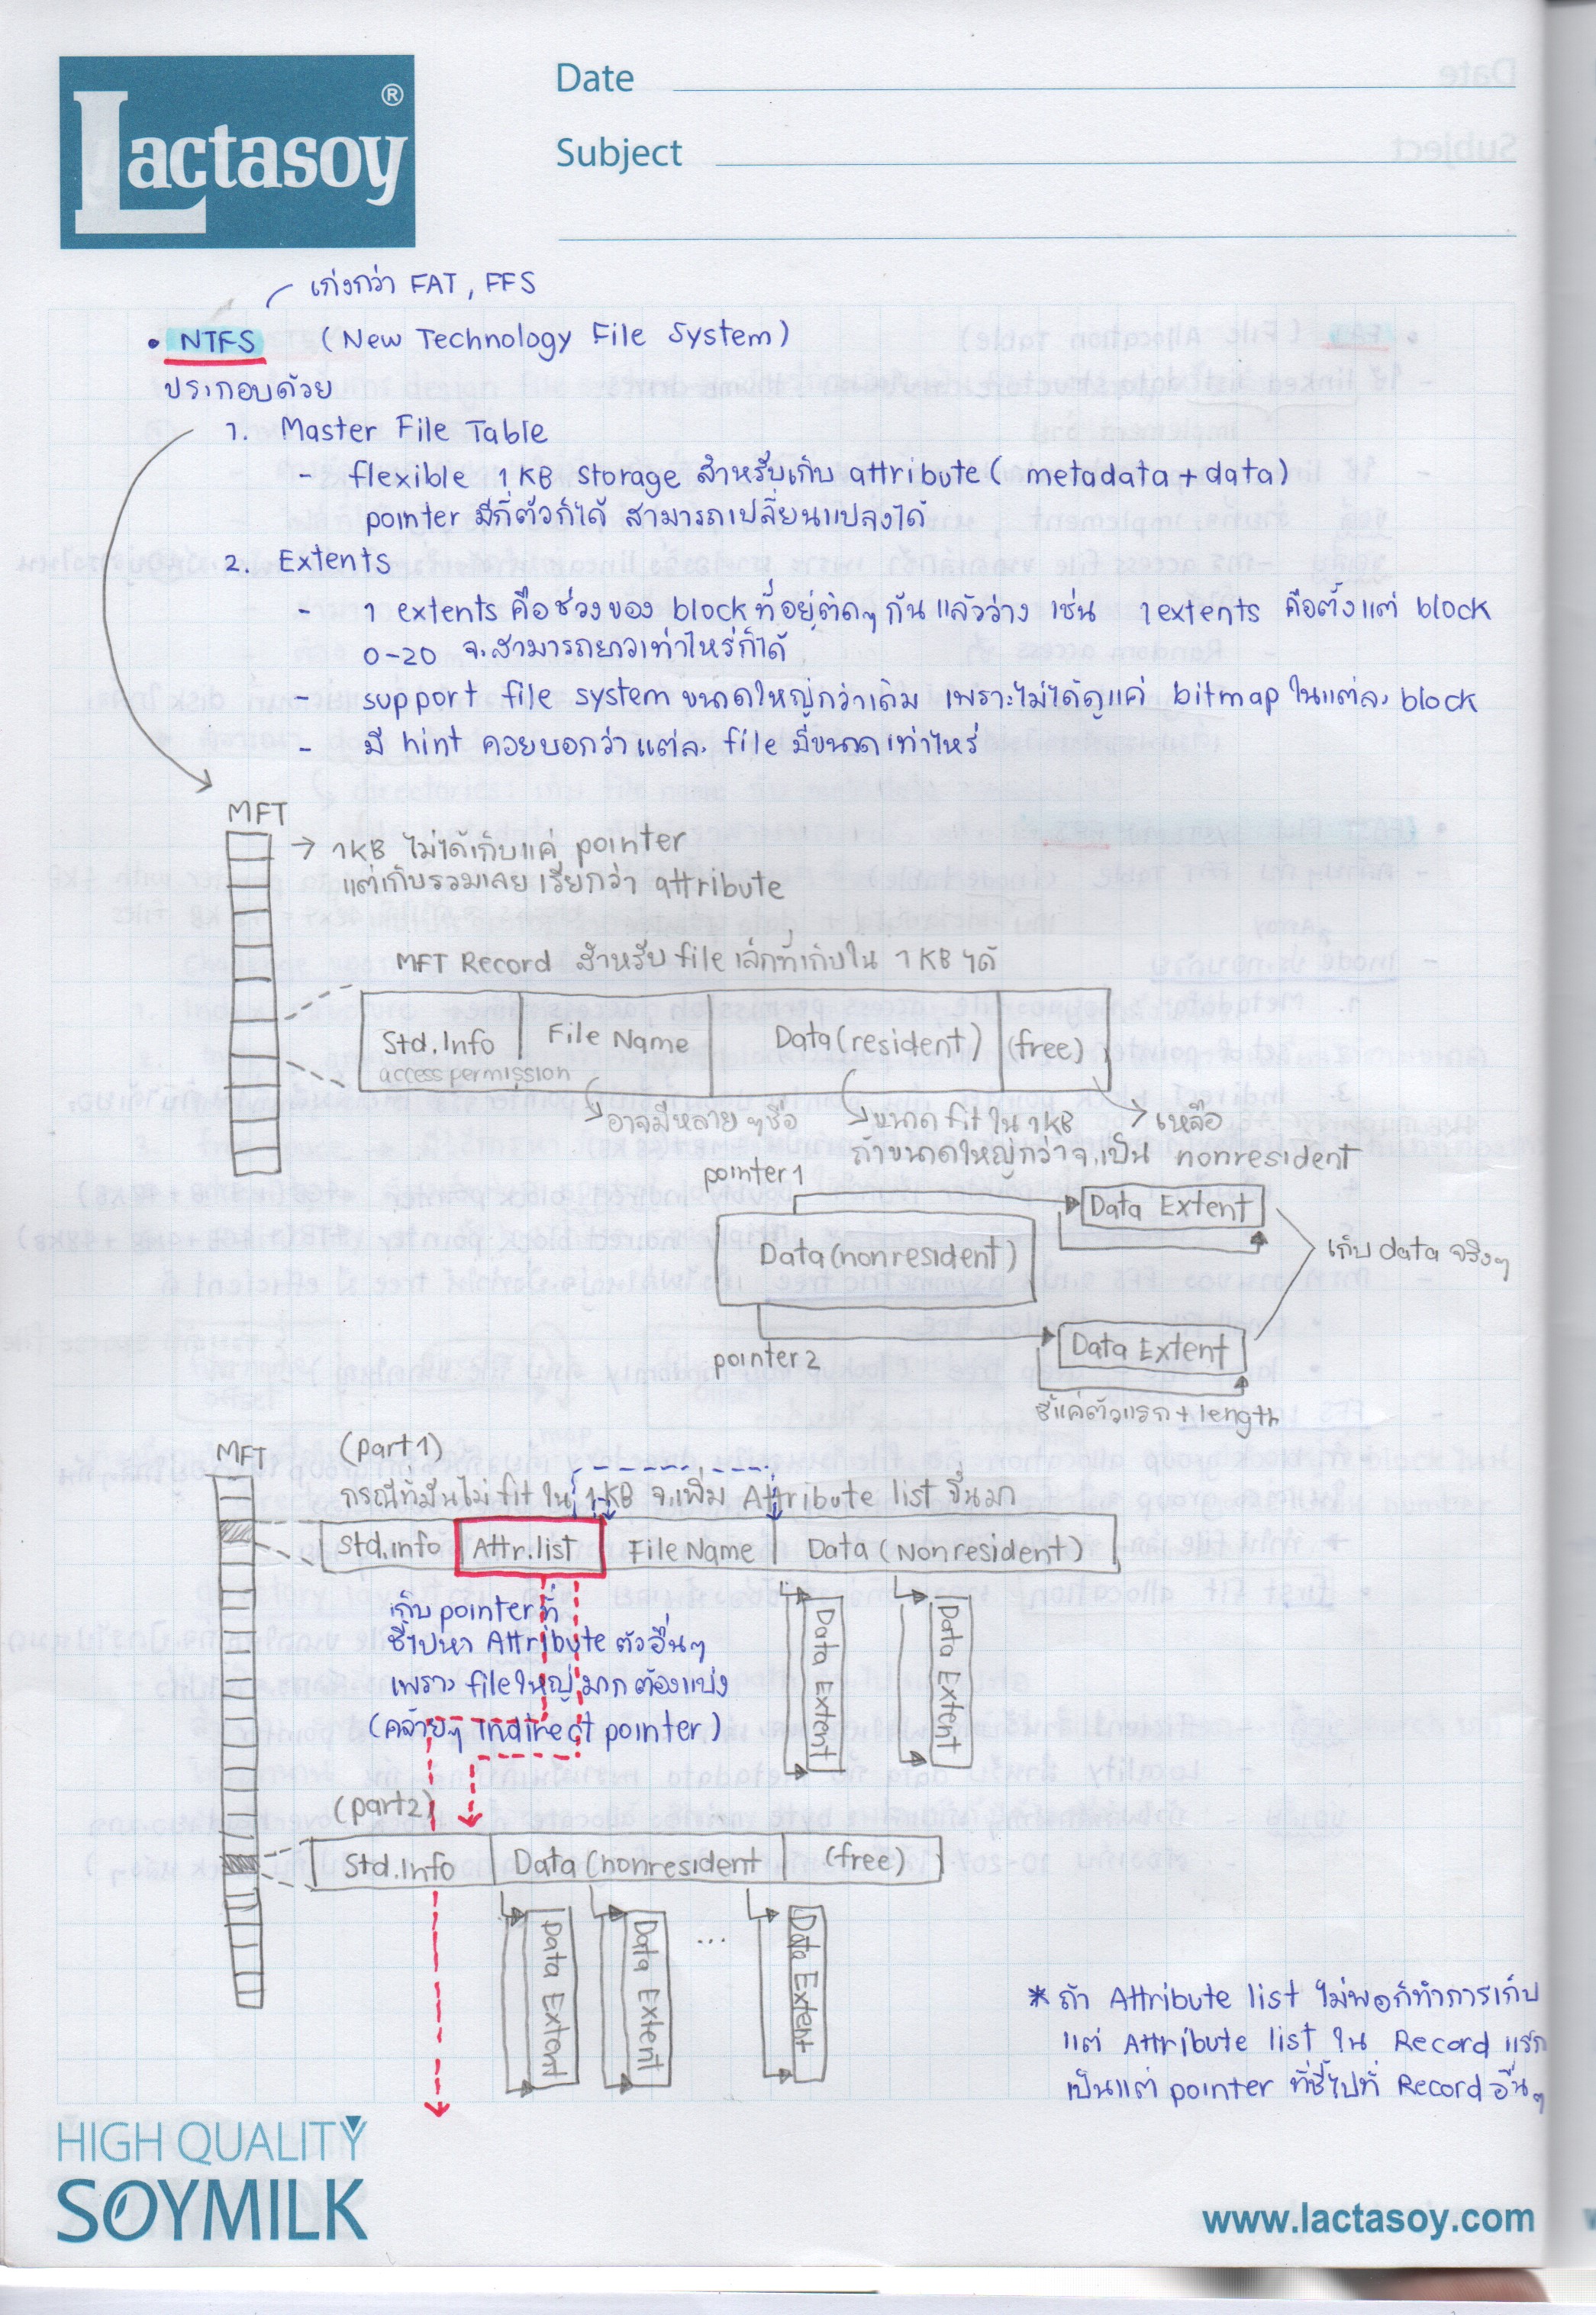 Lactasoy ®
Date
Subject
เก่งกว่า FAT, FFS
• NTFS (New Technology File System)
ประกอบด้วย
1. Master File Table
- flexible 1 KB storage สำหรับเก็บ attribute ( metadata + data)
pointer มีกี่ตัวก็ได้ สามารถเปลี่ยนแปลงได้
2. Extents
- 1 extents คือช่วงของ block ที่อยู่ติดๆกันแล้วว่าง เช่น 1 extents คือตั้งแต่ block
0-20 จะสามารถยาวเท่าไหร่ก็ได้
- support file system ขนาดใหญ่กว่าเดิม เพราะไม่ได้ดูแค่ bitmap ในแต่ละ block
- มี hint คอยบอกว่าแต่ละ file มีขนาดเท่าไหร่
MFT
→ 1KB ไม่ได้เก็บแค่ pointer
แต่เก็บรวมเลย เรียกว่า attribute
MFT Record สำหรับ file เล็กที่เก็บใน 1 KB ได้
Std.Info File Name Data(resident) (free)
access permission
อาจมีหลายๆชื่อ ขนาด fit ใน 1KB เหลือ
ถ้าขนาดใหญ่กว่าจะเป็น nonresident
pointer1
Data Extent
Data(nonresident)
เก็บ data จริงๆ
Data Extent
pointer2
ชี้แค่ตัวแรก + length
MFT (part1)
กรณีที่มันไม่ fit ใน 1 KB จะเพิ่ม Attribute list ขึ้นมา
Std.info Attr.list File Name Data (Nonresident)
เก็บ pointer ที่
ชี้ไปหา Attribute ตัวอื่นๆ
เพราะ file ใหญ่มาก ต้องแบ่ง
(คล้ายๆ indirect pointer)
Data Extent Data Extent
(part2)
Std.Info Data(nonresident (free)
Data Extent Data Extent ... Data Extent
* ถ้า Attribute list ไม่พอก็ทำการเก็บ
แต่ Attribute list ใน Record แรก
เป็นแต่ pointer ที่ชี้ไปที่ Record อื่นๆ
HIGH QUALITY
SOYMILK
www.lactasoy.com